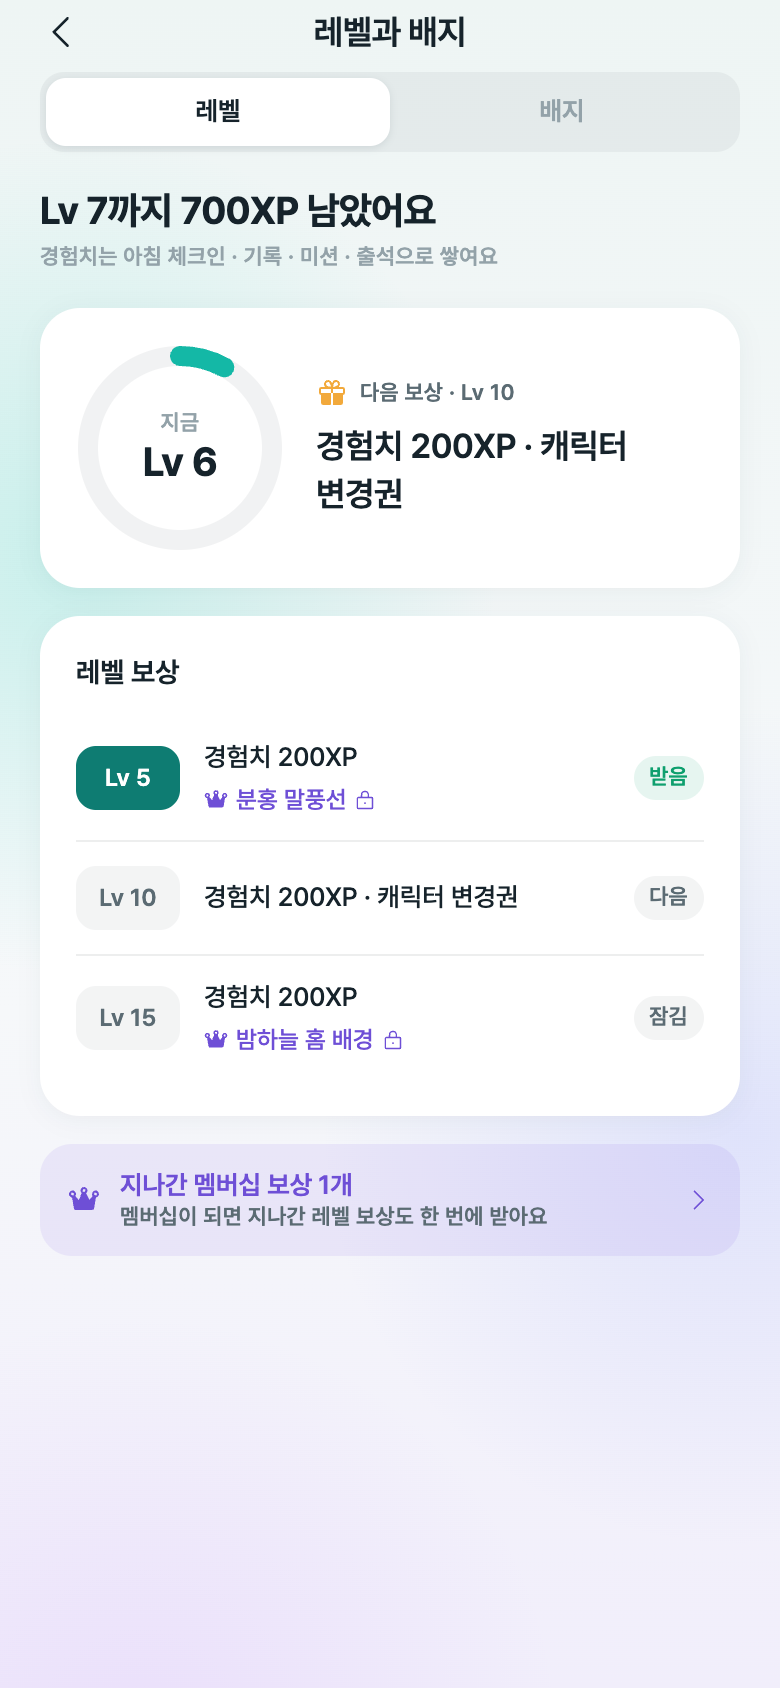 레벨과 배지
레벨
배지
Lv 7까지 700XP 남았어요
경험치는 아침 체크인 · 기록 · 미션 · 출석으로 쌓여요
지금
Lv 6
다음 보상 · Lv 10
경험치 200XP · 캐릭터
변경권
레벨 보상
Lv 5
경험치 200XP
분홍 말풍선
받음
Lv 10
경험치 200XP · 캐릭터 변경권
다음
Lv 15
경험치 200XP
밤하늘 홈 배경
잠김
지나간 멤버십 보상 1개
멤버십이 되면 지나간 레벨 보상도 한 번에 받아요